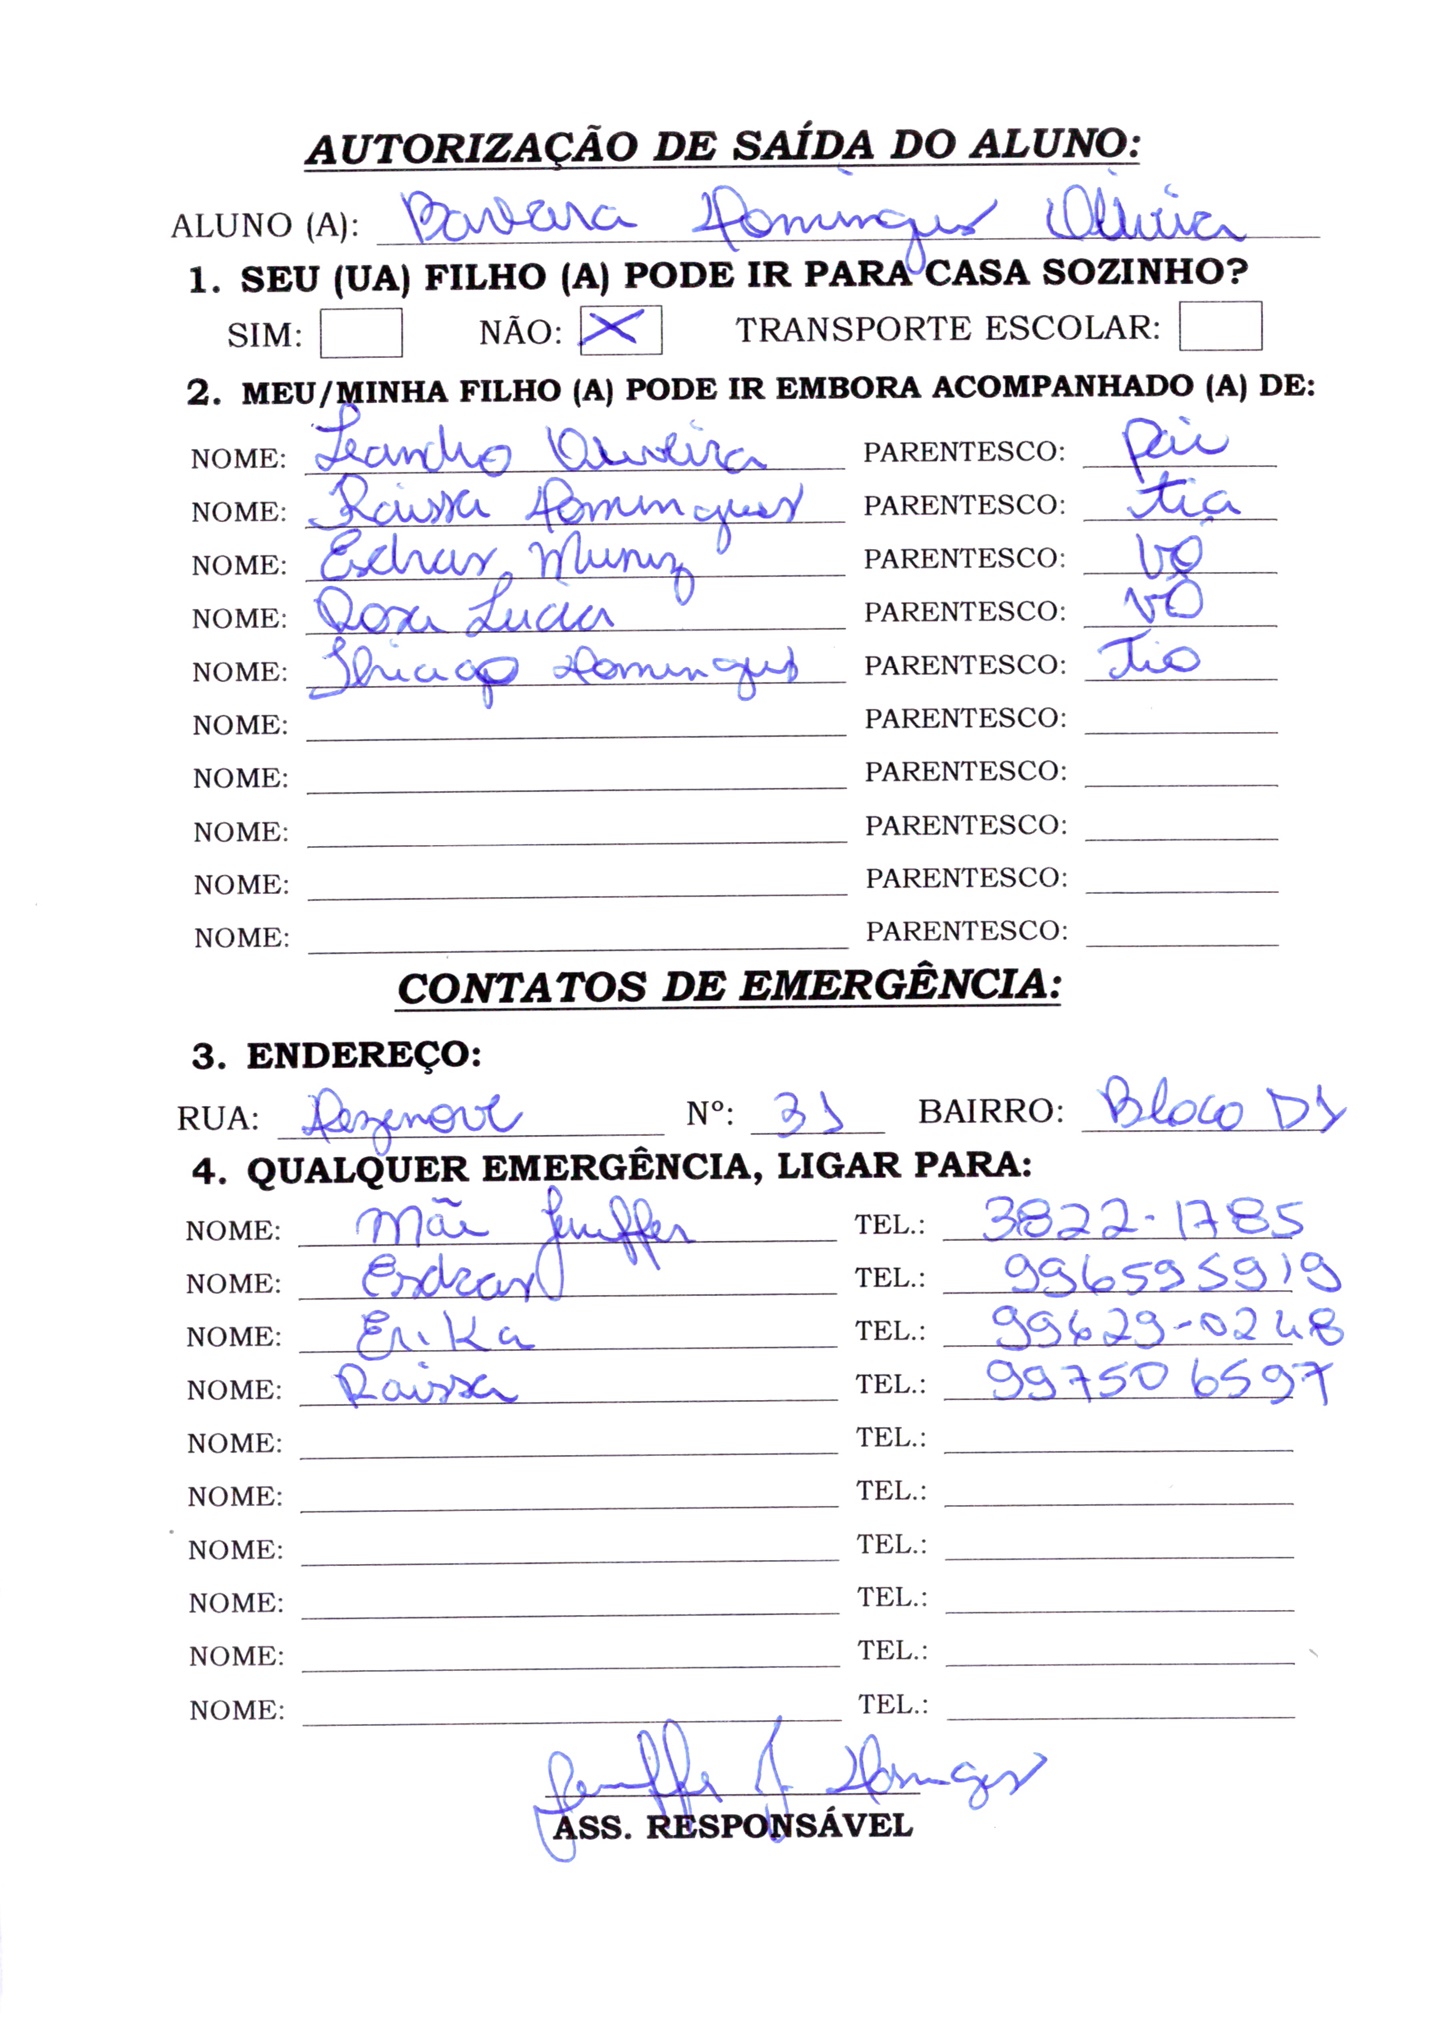 AUTORIZAÇÃO DE SAÍDA DO ALUNO:
ALUNO (A): Barbara Domingues Oliveira
1. SEU (UA) FILHO (A) PODE IR PARA CASA SOZINHO?
SIM: NÃO: X TRANSPORTE ESCOLAR:
2. MEU/MINHA FILHO (A) PODE IR EMBORA ACOMPANHADO (A) DE:
NOME: Leandro Oliveira PARENTESCO: pai
NOME: Raissa Domingues PARENTESCO: tia
NOME: Esdras Muniz PARENTESCO: vô
NOME: Rosa Lucia PARENTESCO: vó
NOME: Thiago Domingues PARENTESCO: Tio
NOME: PARENTESCO:
NOME: PARENTESCO:
NOME: PARENTESCO:
NOME: PARENTESCO:
NOME: PARENTESCO:
CONTATOS DE EMERGÊNCIA:
3. ENDEREÇO:
RUA: Dezenove Nº: 31 BAIRRO: Bloco D1
4. QUALQUER EMERGÊNCIA, LIGAR PARA:
NOME: Mãe Jeniffer TEL.: 3822-1785
NOME: Esdras TEL.: 996595919
NOME: Erika TEL.: 99629-0248
NOME: Raissa TEL.: 99750 6597
NOME: TEL.:
NOME: TEL.:
NOME: TEL.:
NOME: TEL.:
NOME: TEL.:
NOME: TEL.:
Jeniffer J Domingues
ASS. RESPONSÁVEL